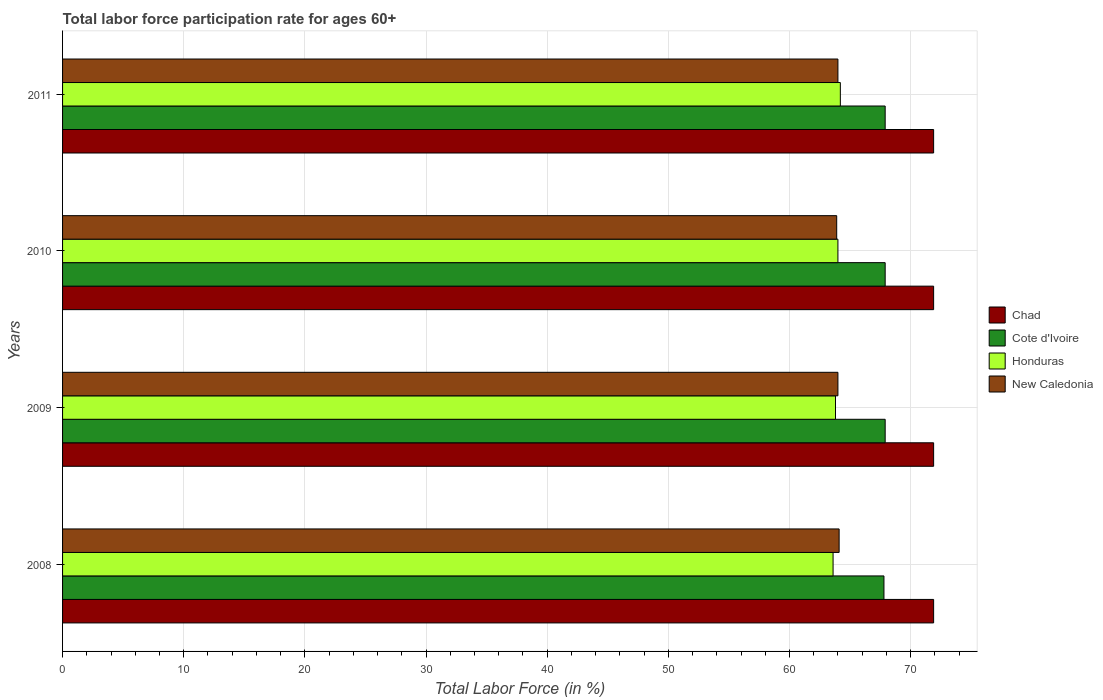 Total labor force participation rate for ages 60+
2011
2010
2009
2008
Years
0
10
20
30
40
50
60
70
Total Labor Force (in %)
Chad
Cote d'Ivoire
Honduras
New Caledonia